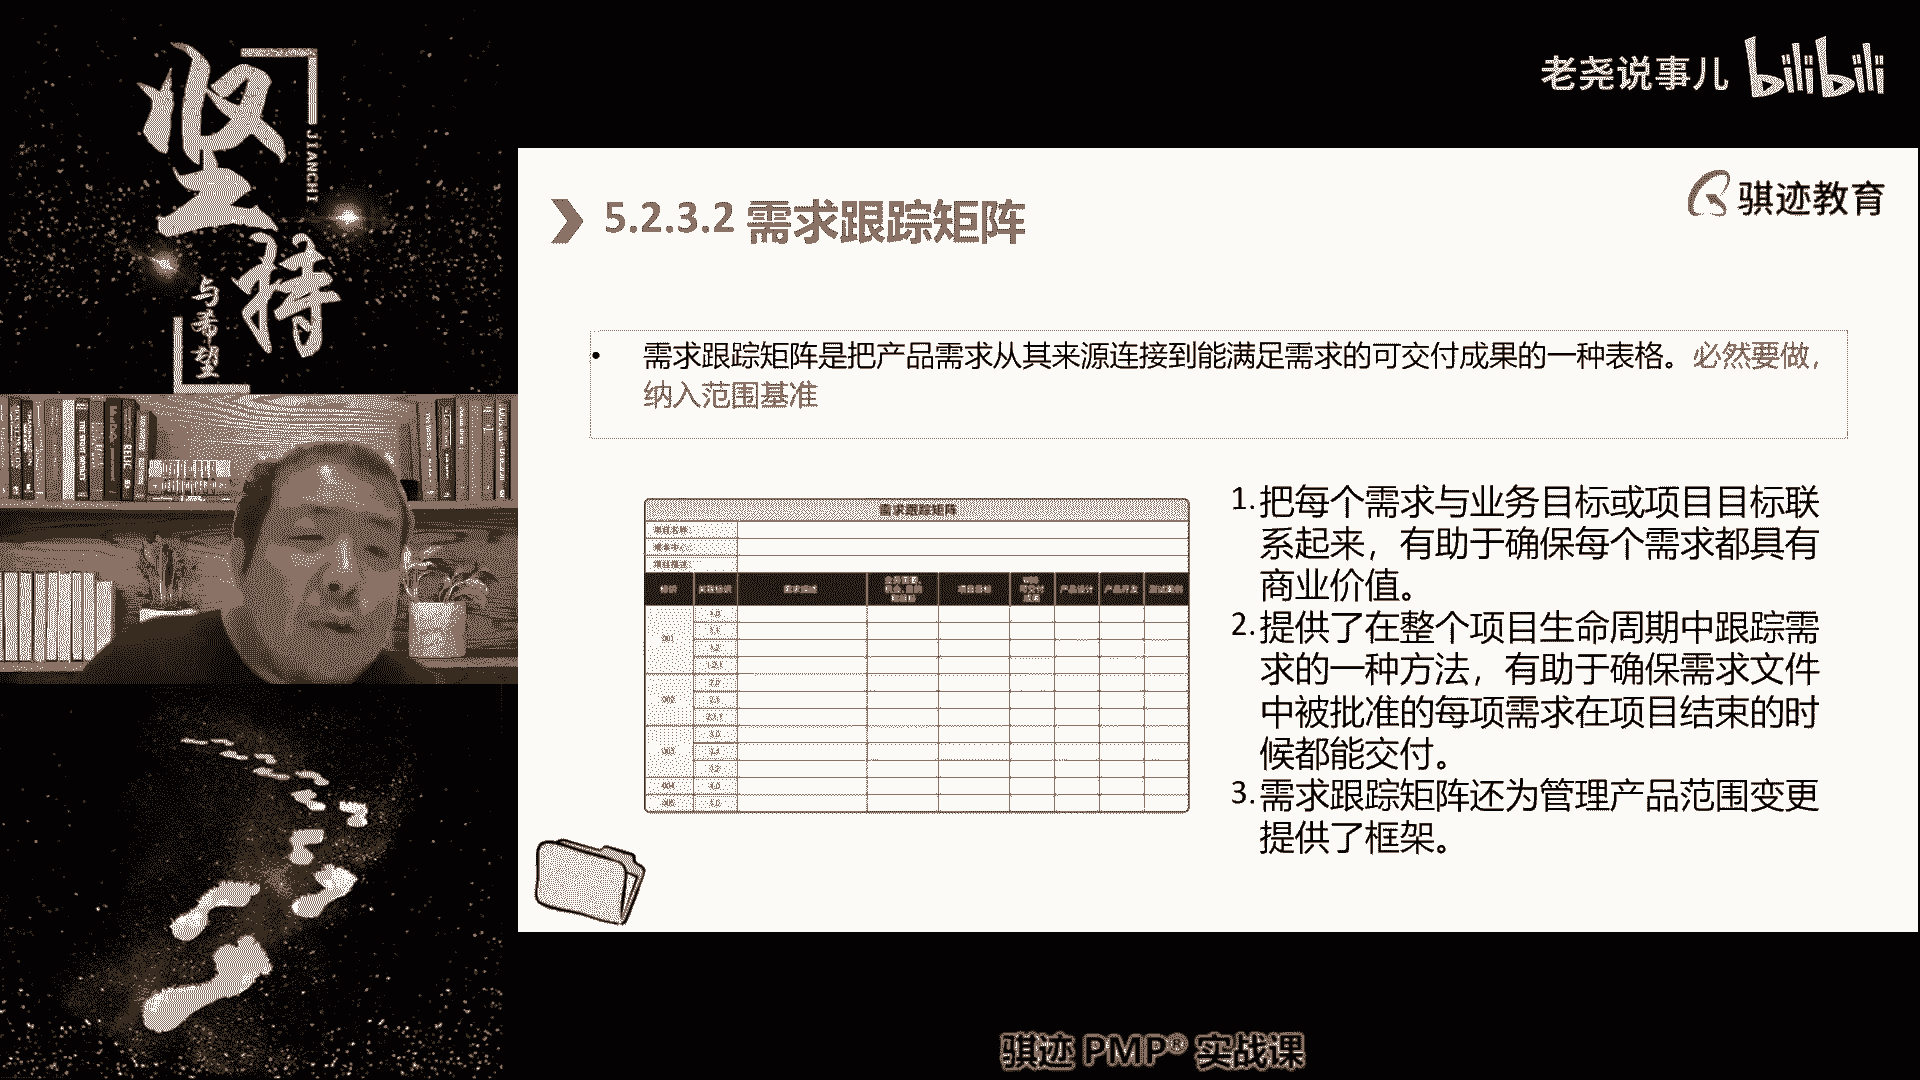 坚持
JIANCHI
与希望
老尧说事儿 bilibili
骐迹教育
5.2.3.2 需求跟踪矩阵
• 需求跟踪矩阵是把产品需求从其来源连接到能满足需求的可交付成果的一种表格。必然要做,
纳入范围基准
需求跟踪矩阵
项目名称:
成本中心:
项目描述:
标识 关联标识 需求描述 项目目标 产品设计 产品开发 测试案例
001
1.0
1.1
1.2
1.2.1
002
2.0
2.1
2.1.1
003
3.0
3.1
3.2
004 4.0
005 5.0
1. 把每个需求与业务目标或项目目标联
系起来，有助于确保每个需求都具有
商业价值。
2. 提供了在整个项目生命周期中跟踪需
求的一种方法，有助于确保需求文件
中被批准的每项需求在项目结束的时
候都能交付。
3. 需求跟踪矩阵还为管理产品范围变更
提供了框架。
骐迹 PMP® 实战课